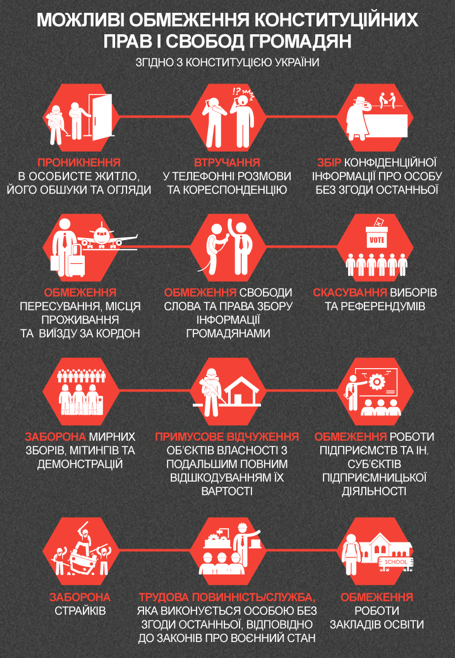 МОЖЛИВІ ОБМЕЖЕННЯ КОНСТИТУЦІЙНИХ
ПРАВ І СВОБОД ГРОМАДЯН
ЗГІДНО З КОНСТИТУЦІЄЮ УКРАЇНИ
ПРОНИКНЕННЯ
В ОСОБИСТЕ ЖИТЛО,
ЙОГО ОБШУКИ ТА ОГЛЯДИ
!?*
ВТРУЧАННЯ
У ТЕЛЕФОННІ РОЗМОВИ
ТА КОРЕСПОНДЕНЦІЮ
ЗБІР КОНФІДЕНЦІЙНОЇ
ІНФОРМАЦІЇ ПРО ОСОБУ
БЕЗ ЗГОДИ ОСТАННЬОЇ
ОБМЕЖЕННЯ
ПЕРЕСУВАННЯ, МІСЦЯ
ПРОЖИВАННЯ
ТА ВИЇЗДУ ЗА КОРДОН
ОБМЕЖЕННЯ СВОБОДИ
СЛОВА ТА ПРАВА ЗБОРУ
ІНФОРМАЦІЇ
ГРОМАДЯНАМИ
VOTE
СКАСУВАННЯ ВИБОРІВ
ТА РЕФЕРЕНДУМІВ
ЗАБОРОНА МИРНИХ
ЗБОРІВ, МІТИНГІВ ТА
ДЕМОНСТРАЦІЙ
ПРИМУСОВЕ ВІДЧУЖЕННЯ
ОБ'ЄКТІВ ВЛАСНОСТІ З
ПОДАЛЬШИМ ПОВНИМ
ВІДШКОДУВАННЯМ ЇХ
ВАРТОСТІ
ОБМЕЖЕННЯ РОБОТИ
ПІДПРИЄМСТВ ТА ІН.
СУБ'ЄКТІВ
ПІДПРИЄМНИЦЬКОЇ
ДІЯЛЬНОСТІ
ЗАБОРОНА
СТРАЙКІВ
ТРУДОВА ПОВИННІСТЬ/СЛУЖБА,
ЯКА ВИКОНУЄТЬСЯ ОСОБОЮ БЕЗ
ЗГОДИ ОСТАННЬОЇ, ВІДПОВІДНО
ДО ЗАКОНІВ ПРО ВОЄННИЙ СТАН
SCHOOL
ОБМЕЖЕННЯ
РОБОТИ
ЗАКЛАДІВ ОСВІТИ